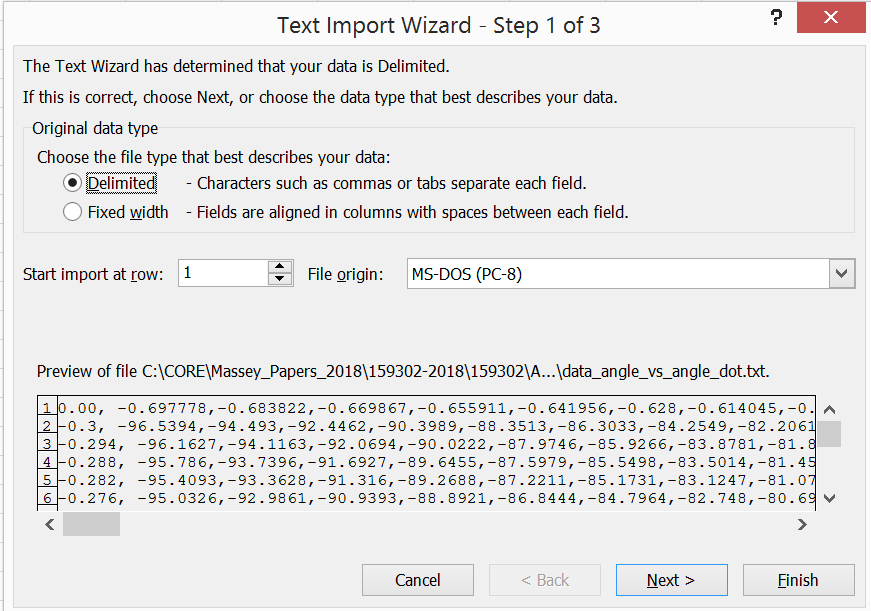 Text Import Wizard - Step 1 of 3 ?
The Text Wizard has determined that your data is Delimited.
If this is correct, choose Next, or choose the data type that best describes your data.
Original data type
Choose the file type that best describes your data:
Delimited - Characters such as commas or tabs separate each field.
Fixed width - Fields are aligned in columns with spaces between each field.
Start import at row: 1 File origin: MS-DOS (PC-8)
Preview of file C:\CORE\Massey_Papers_2018\159302-2018\159302\A...\data_angle_vs_angle_dot.txt.
1 0.00, -0.697778,-0.683822,-0.669867,-0.655911,-0.641956,-0.628,-0.614045,-0.
2 -0.3, -96.5394,-94.493,-92.4462,-90.3989,-88.3513,-86.3033,-84.2549,-82.2061
3 -0.294, -96.1627,-94.1163,-92.0694,-90.0222,-87.9746,-85.9266,-83.8781,-81.8
4 -0.288, -95.786,-93.7396,-91.6927,-89.6455,-87.5979,-85.5498,-83.5014,-81.45
5 -0.282, -95.4093,-93.3628,-91.316,-89.2688,-87.2211,-85.1731,-83.1247,-81.07
6 -0.276, -95.0326,-92.9861,-90.9393,-88.8921,-86.8444,-84.7964,-82.748,-80.69
Cancel < Back Next > Finish